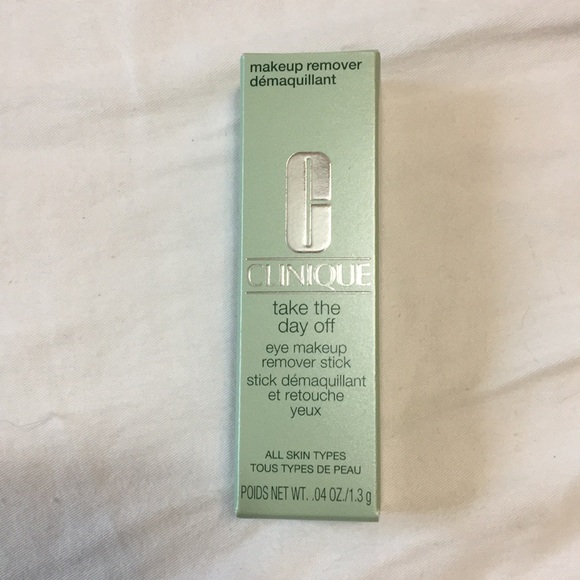 makeup remover
démaquillant
CLINIQUE
take the
day off
eye makeup
remover stick
stick démaquillant
et retouche
yeux
ALL SKIN TYPES
TOUS TYPES DE PEAU
POIDS NET WT. .04 OZ./1.3 g